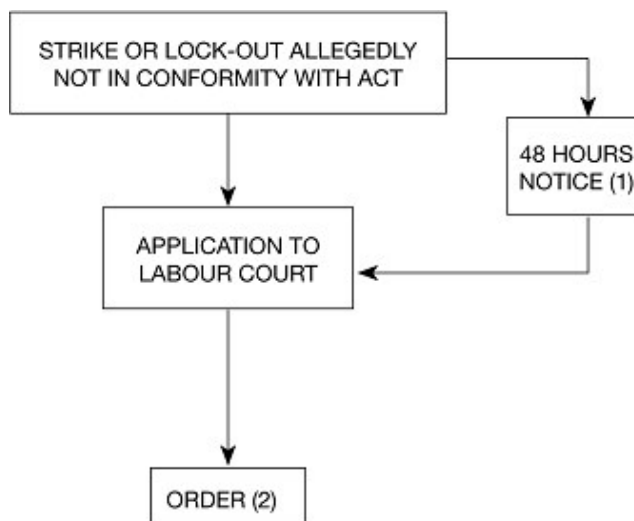 STRIKE OR LOCK-OUT ALLEGEDLY
NOT IN CONFORMITY WITH ACT
48 HOURS
NOTICE (1)
APPLICATION TO
LABOUR COURT
ORDER (2)